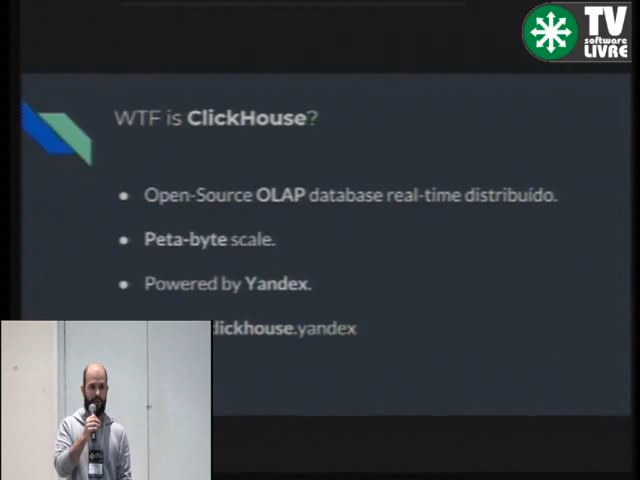 TV
software
LIVRE
WTF is ClickHouse?
• Open-Source OLAP database real-time distribuído.
• Peta-byte scale.
• Powered by Yandex.
clickhouse.yandex